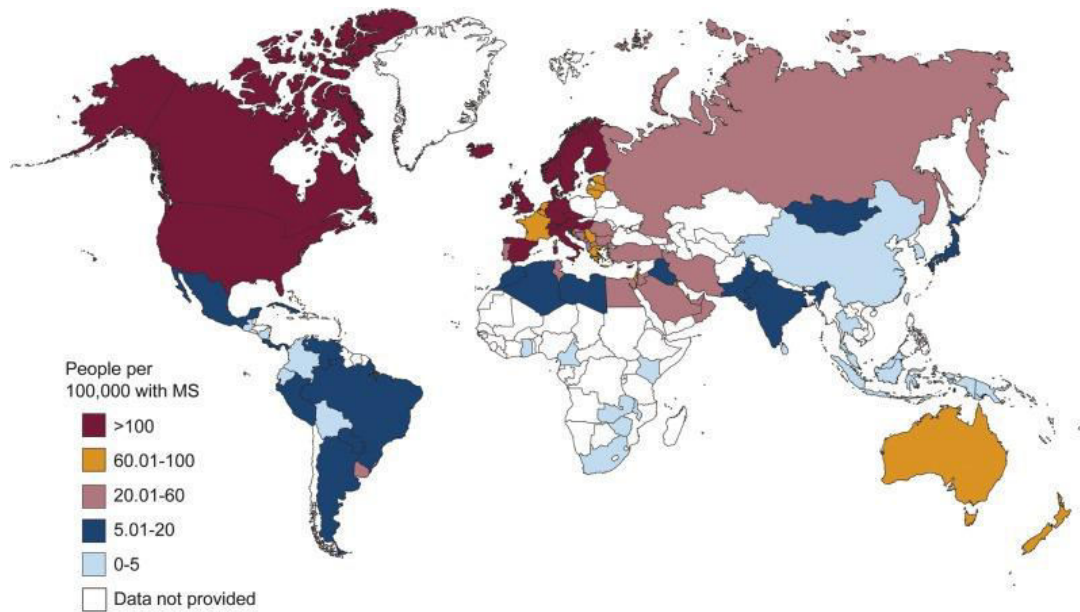 People per
100,000 with MS
>100
60.01-100
20.01-60
5.01-20
0-5
Data not provided